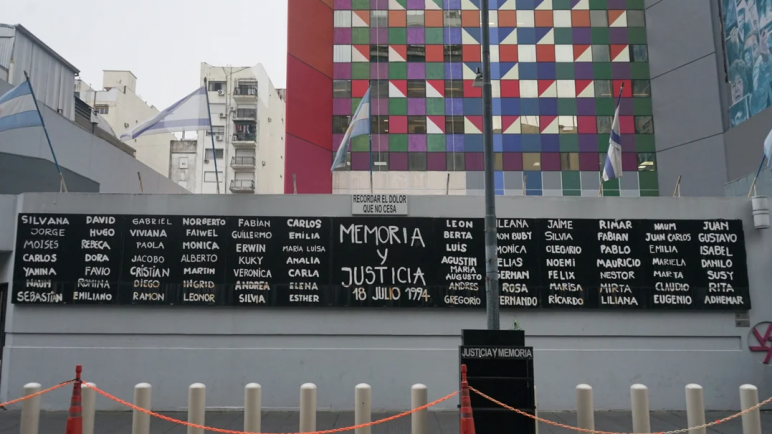 RECORDAR EL DOLOR
QUE NO CESA
SILVANA
JORGE
MOISES
CARLOS
YANINA
NAUM
SEBASTIÁN
DAVID
HUGO
REBECA
DORA
FAVIO
ROMINA
EMILIANO
GABRIEL
VIVIANA
PAOLA
JACOBO
CRISTIAN
DIEGO
RAMON
NORBERTO
FAIWEL
MONICA
ALBERTO
MARTIN
INGRID
LEONOR
FABIAN
GUILLERMO
ERWIN
KUKY
VERONICA
ANDREA
SILVIA
CARLOS
EMILIA
MARIA LUISA
ANALIA
CARLA
ELENA
ESTHER
MEMORIA
y
JUSTICIA
18 JULIO 1994
LEON
BERTA
LUIS
AGUSTIN
MARIA
AUGUSTO
ANDRES
GREGORIO
ILEANA
MONICA
ELIAS
GERMAN
ROSA
FERNANDO
JAIME
SILVIA
OLEGARIO
NOEMI
FELIX
MARISA
RICARDO
RIMAR
FABIAN
PABLO
MAURICIO
NESTOR
MIRTA
LILIANA
NAUM
JUAN CARLOS
EMILIA
MARIELA
MARTA
CLAUDIO
EUGENIO
JUAN
GUSTAVO
ISABEL
DANILO
SUSY
RITA
ADHEMAR
JUSTICIA Y MEMORIA